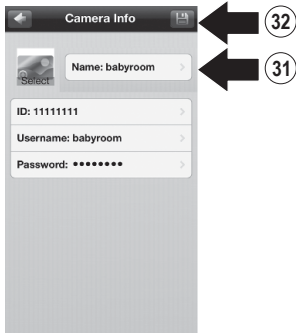 Camera Info
32
Name: babyroom
31
Select
ID: 11111111
Username: babyroom
Password: ••••••••